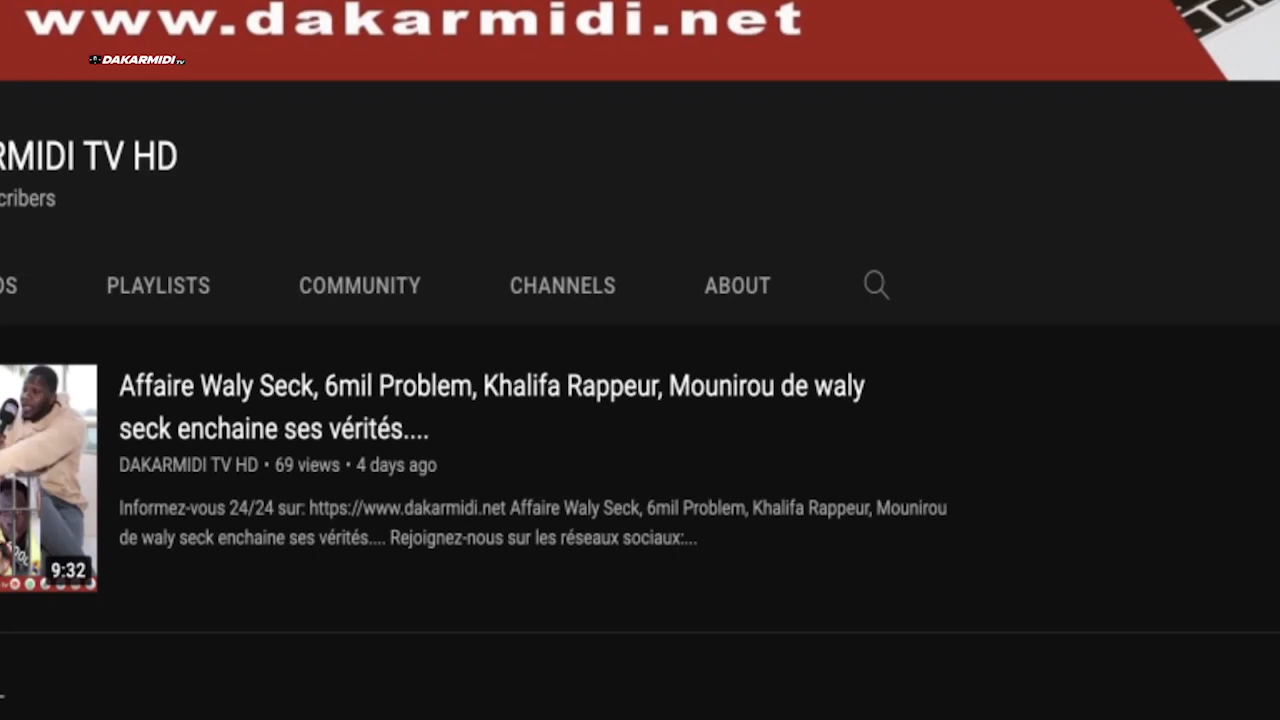 www.dakarmidi.net
DAKARMIDI TV
RMIDI TV HD
cribers
OS PLAYLISTS COMMUNITY CHANNELS ABOUT
Affaire Waly Seck, 6mil Problem, Khalifa Rappeur, Mounirou de waly
seck enchaine ses vérités....
DAKARMIDI TV HD • 69 views • 4 days ago
Informez-vous 24/24 sur: https://www.dakarmidi.net Affaire Waly Seck, 6mil Problem, Khalifa Rappeur, Mounirou
de waly seck enchaine ses vérités.... Rejoignez-nous sur les réseaux sociaux:...
9:32